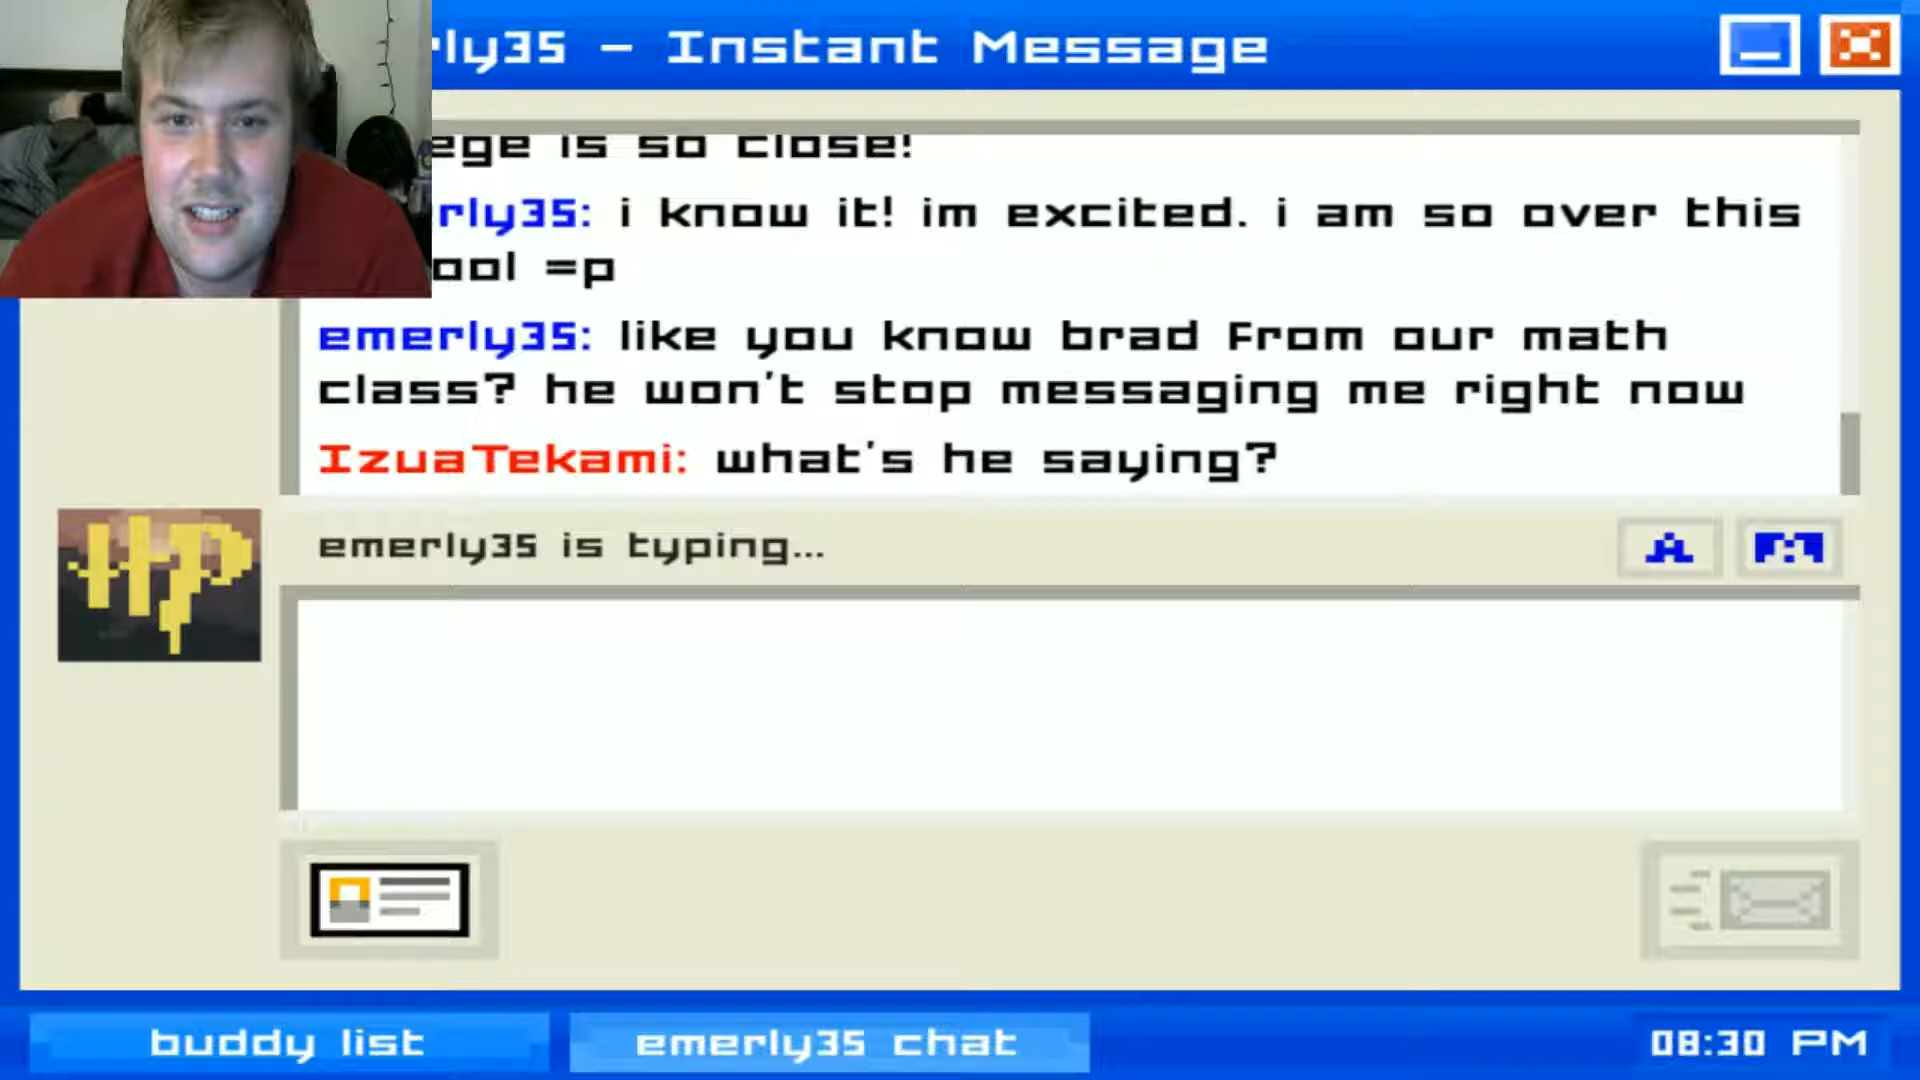 rly35 - Instant Message
ege is so close!
rly35: i know it! im excited. i am so over this
ool =p
emerly35: like you know brad from our math
class? he won't stop messaging me right now
IzuaTekami: what's he saying?
HP
emerly35 is typing...
A
buddy list
emerly35 chat
08:30 PM